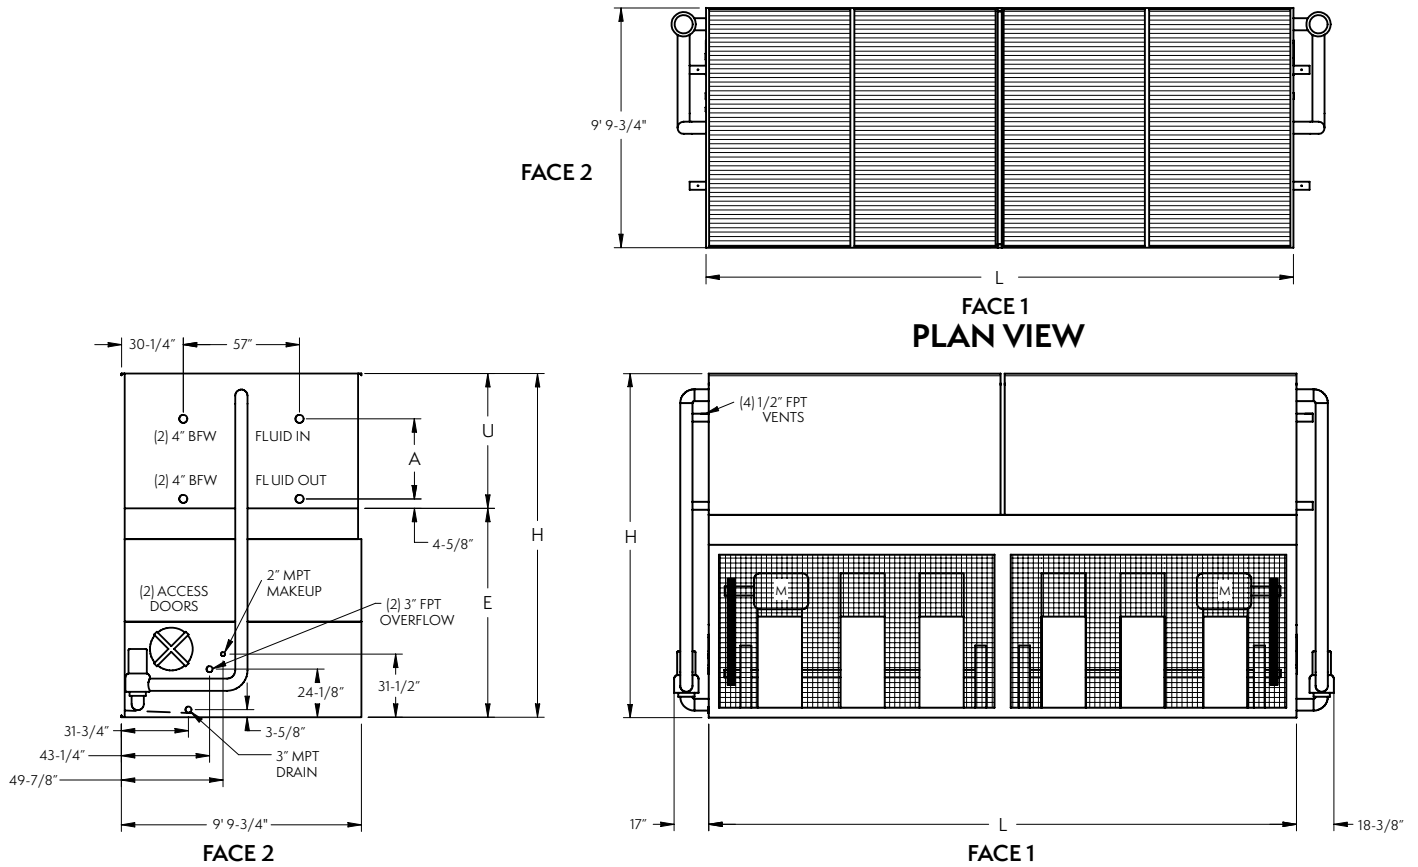 9' 9-3/4"
FACE 2
L
FACE 1
PLAN VIEW
30-1/4”
57”
(2) 4” BFW
FLUID IN
(2) 4” BFW
FLUID OUT
A
U
H
4-5/8”
E
(2) ACCESS
DOORS
2” MPT
MAKEUP
(2) 3” FPT
OVERFLOW
24-1/8”
31-1/2”
31-3/4”
3-5/8”
43-1/4”
3” MPT
DRAIN
49-7/8”
9' 9-3/4"
FACE 2
(4) 1/2” FPT
VENTS
H
M
M
17”
L
18-3/8”
FACE 1